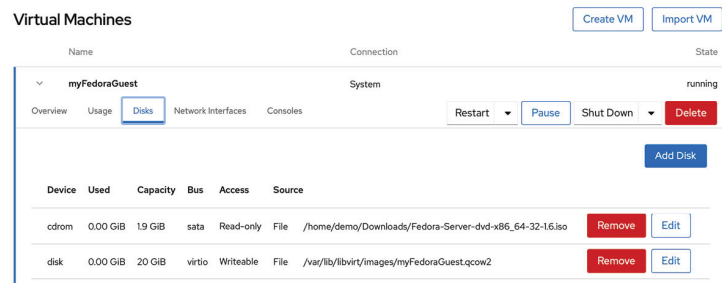 Virtual Machines Create VM Import VM
Name Connection State
myFedoraGuest System running
Overview Usage Disks Network Interfaces Consoles Restart Pause Shut Down Delete
Add Disk
Device Used Capacity Bus Access Source
cdrom 0.00 GiB 1.9 GiB sata Read-only File /home/demo/Downloads/Fedora-Server-dvd-x86_64-32-1.6.iso Remove Edit
disk 0.00 GiB 20 GiB virtio Writeable File /var/lib/libvirt/images/myFedoraGuest.qcow2 Remove Edit